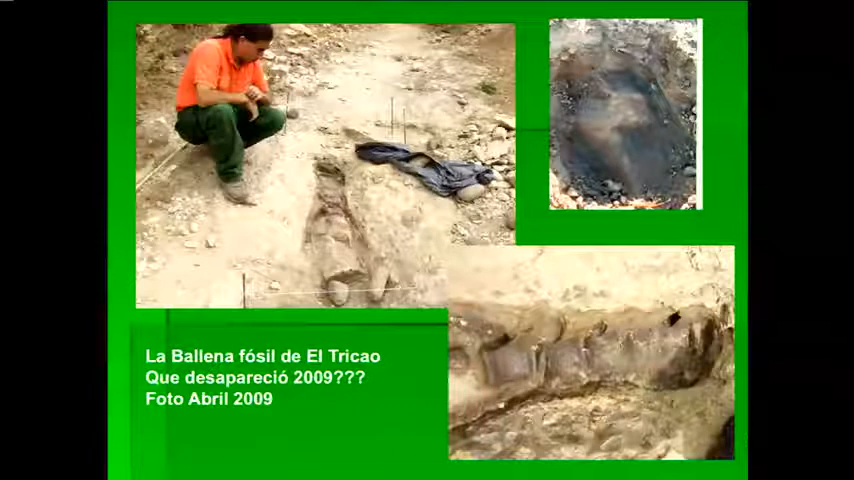 La Ballena fósil de El Tricao
Que desapareció 2009???
Foto Abril 2009